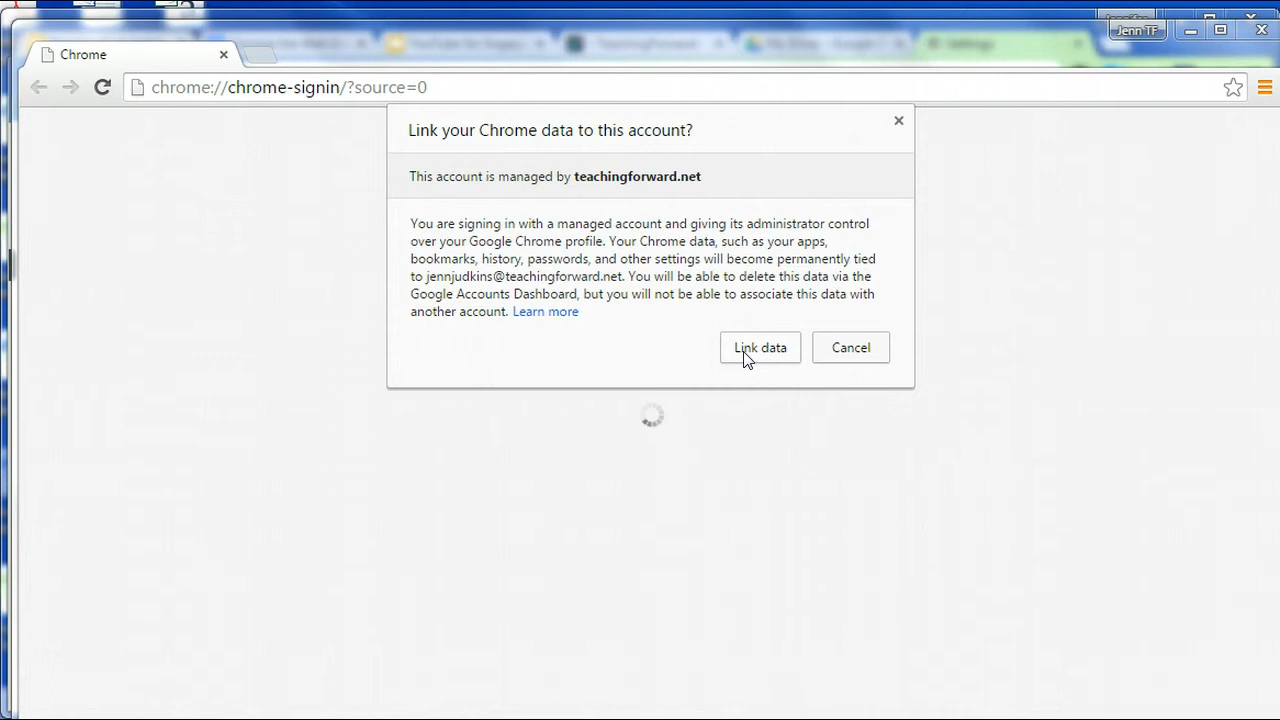 Jenn TF
Chrome
chrome://chrome-signin/?source=0
Link your Chrome data to this account?
This account is managed by teachingforward.net
You are signing in with a managed account and giving its administrator control
over your Google Chrome profile. Your Chrome data, such as your apps,
bookmarks, history, passwords, and other settings will become permanently tied
to jennjudkins@teachingforward.net. You will be able to delete this data via the
Google Accounts Dashboard, but you will not be able to associate this data with
another account. Learn more
Link data
Cancel